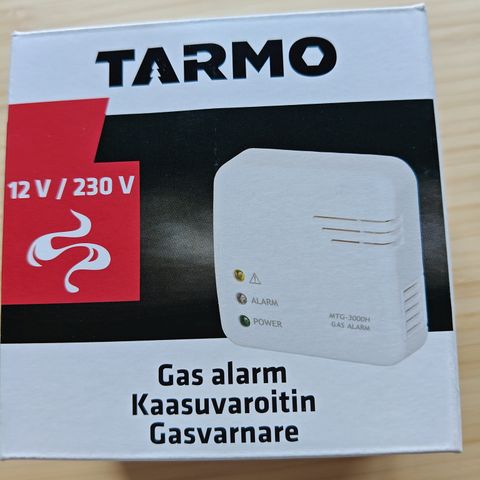 TARMO
12 V / 230 V
ALARM
POWER
MTG-3000H
GAS ALARM
Gas alarm
Kaasuvaroitin
Gasvarnare